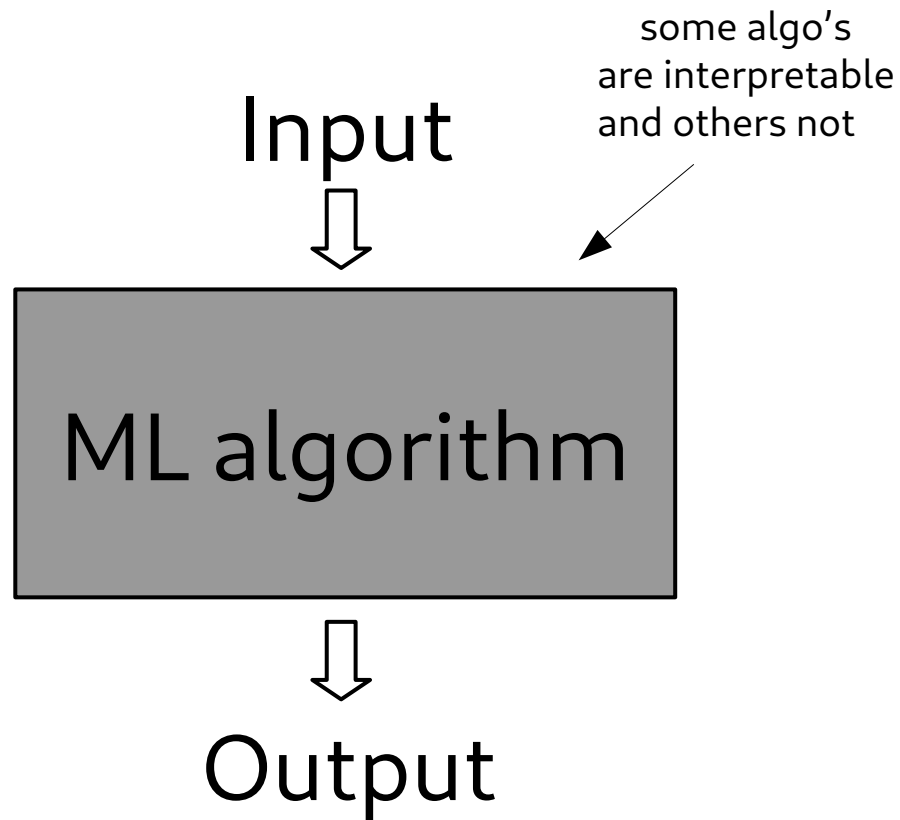 some algo's
are interpretable
and others not
Input
ML algorithm
Output